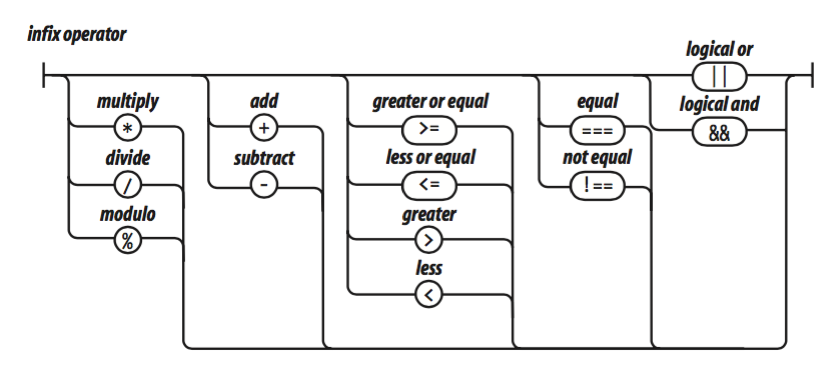 infix operator
logical or
||
multiply add greater or equal equal logical and
* + >= === &&
divide subtract less or equal not equal
/ - <= !==
modulo greater
% >
less
<